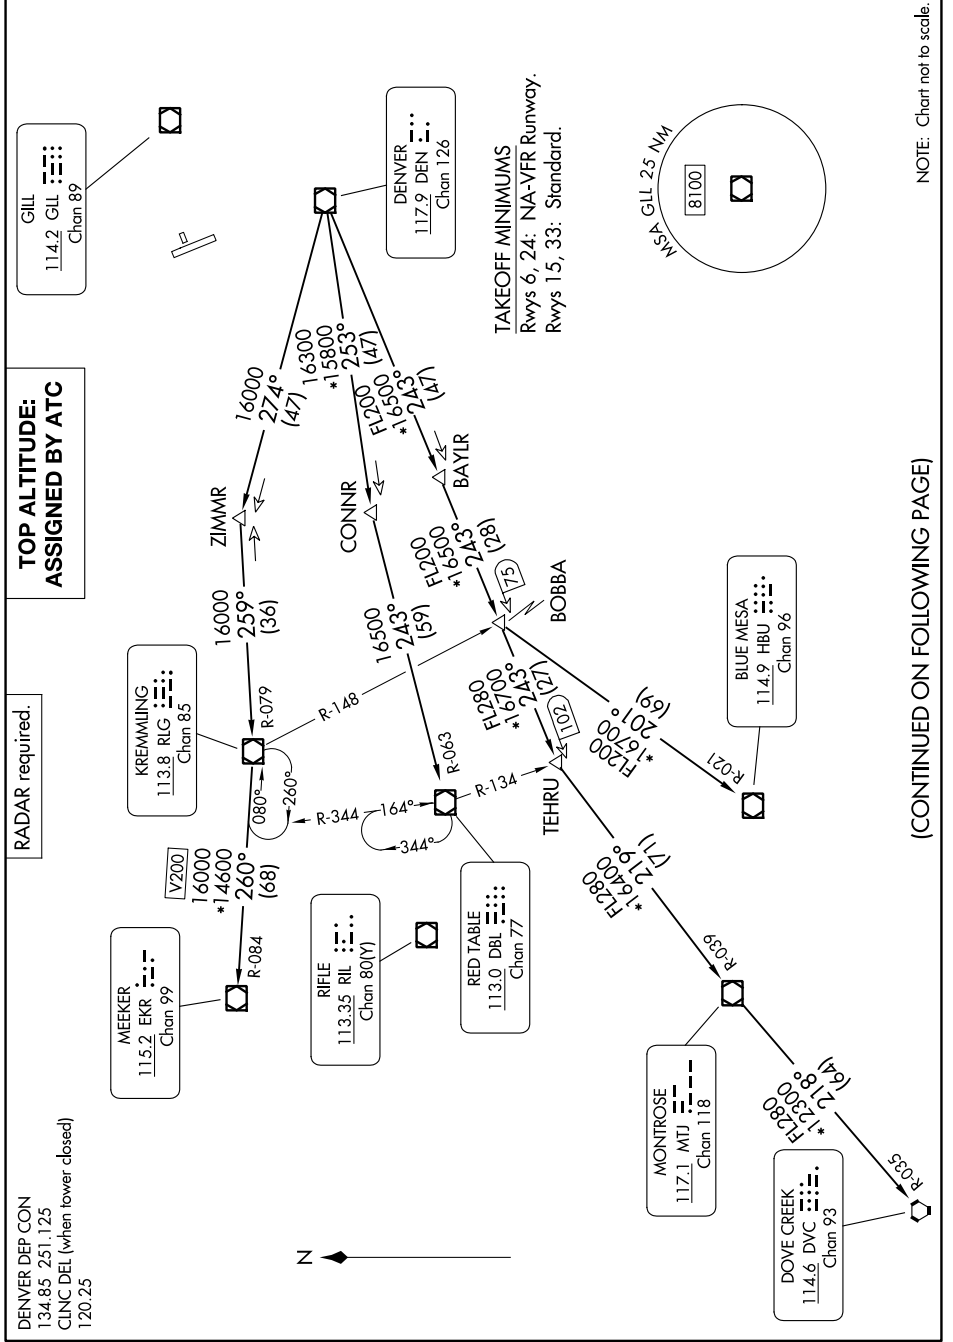 DENVER DEP CON
134.85 251.125
CLNC DEL (when tower closed)
120.25
RADAR required.
TOP ALTITUDE:
ASSIGNED BY ATC
GILL
114.2 GLL
Chan 89
MEEKER
115.2 EKR
Chan 99
R-084
V200
16000
*14600
260°
(68)
KREMMLING
113.8 RLG
Chan 85
080°
260°
R-079
16000
259°
(36)
ZIMMR
16000
274°
(47)
DENVER
117.9 DEN
Chan 126
RIFLE
113.35 RIL
Chan 80(Y)
R-344
164°
344°
R-148
R-063
16500
243°
(59)
CONNR
16300
*15800
253°
(47)
RED TABLE
113.0 DBL
Chan 77
R-134
TEHRU
102
FL280
*16700
243°
(27)
BOBBA
75
FL200
*16500
243°
(28)
BAYLR
FL200
*16500
243°
(47)
TAKEOFF MINIMUMS
Rwys 6, 24: NA-VFR Runway.
Rwys 15, 33: Standard.
N
FL280
*16400
219°
(71)
R-039
FL200
*16700
201°
(69)
R-021
BLUE MESA
114.9 HBU
Chan 96
MSA GLL 25 NM
8100
MONTROSE
117.1 MTJ
Chan 118
FL280
*12300
218°
(64)
R-035
DOVE CREEK
114.6 DVC
Chan 93
(CONTINUED ON FOLLOWING PAGE)
NOTE: Chart not to scale.